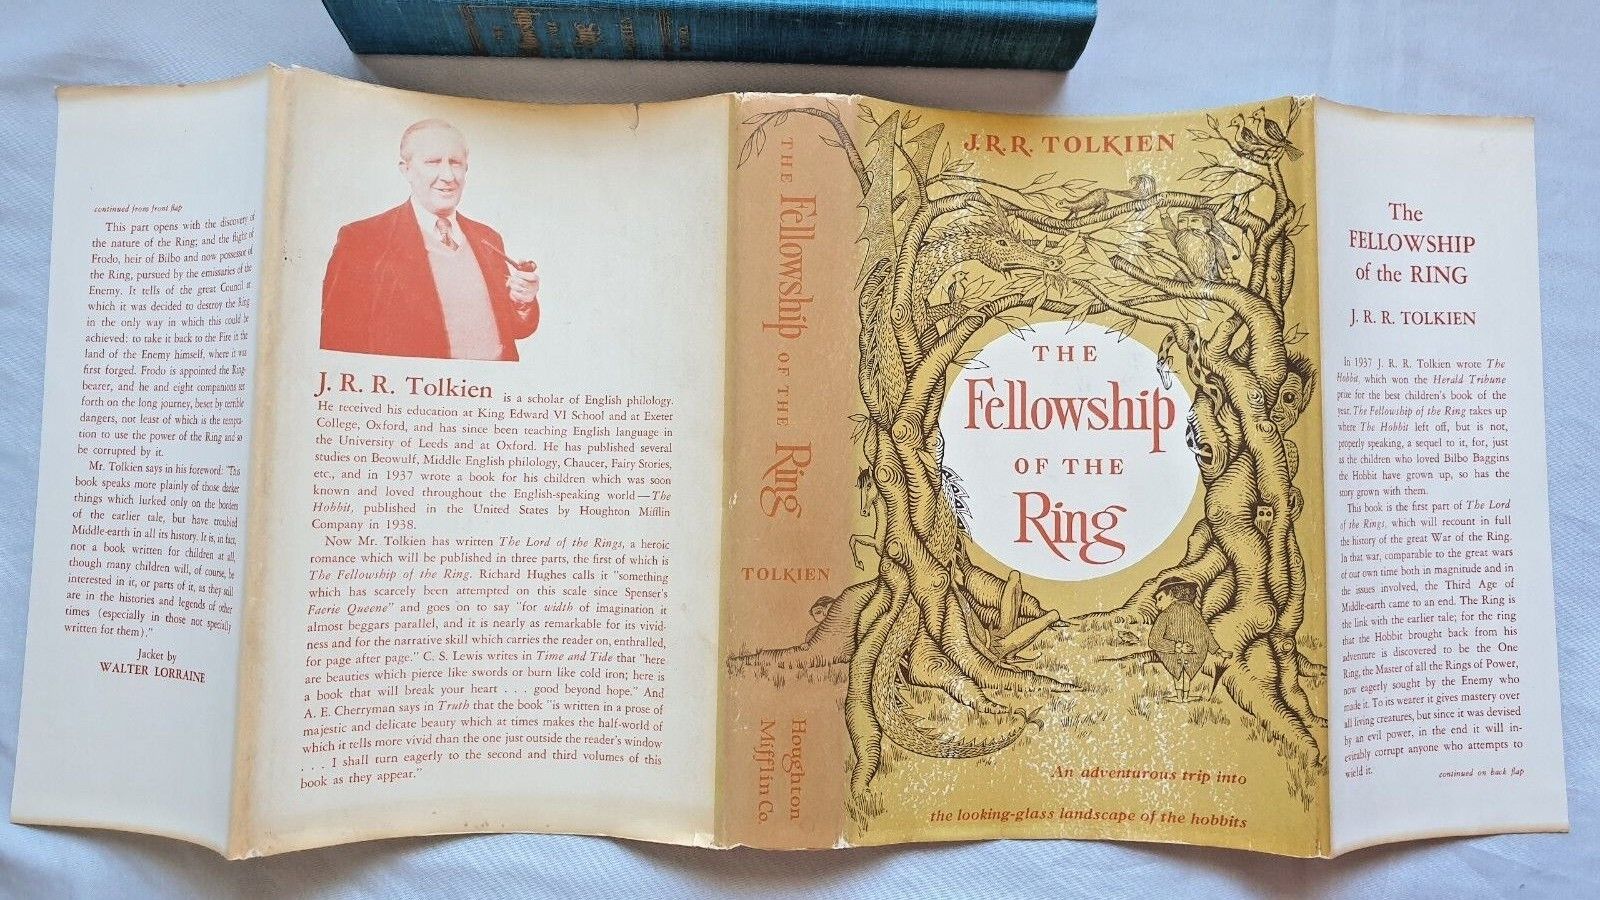 THE
Fellowship
OF THE
Ring
continued from front flap
This part opens with the discovery of
the nature of the Ring; and the flight of
Frodo, heir of Bilbo and now possessor of
the Ring, pursued by the emissaries of the
Enemy. It tells of the great Council at
which it was decided to destroy the Ring
in the only way in which this could be
achieved: to take it back to the Fire in the
land of the Enemy himself, where it was
first forged. Frodo is appointed the Ring-
bearer, and he and eight companions set
forth on the long journey, beset by terrible
dangers, not least of which is the tempta-
tion to use the power of the Ring and so
be corrupted by it.
Mr. Tolkien says in his foreword: "This
book speaks more plainly of those darker
things which lurked only on the borders
of the earlier tale, but have troubled
Middle-earth in all its history. It is, in fact,
not a book written for children at all,
though many children will, of course, be
interested in it, or parts of it, as they still
are in the histories and legends of other
times (especially in those not specially
written for them)."
Jacket by
WALTER LORRAINE
J. R. R. Tolkien is a scholar of English philology.
He received his education at King Edward VI School and at Exeter
College, Oxford, and has since been teaching English language in
the University of Leeds and at Oxford. He has published several
studies on Beowulf, Middle English philology, Chaucer, Fairy Stories,
etc., and in 1937 wrote a book for his children which was soon
known and loved throughout the English-speaking world—The
Hobbit, published in the United States by Houghton Mifflin
Company in 1938.
Now Mr. Tolkien has written The Lord of the Rings, a heroic
romance which will be published in three parts, the first of which is
The Fellowship of the Ring. Richard Hughes calls it "something
which has scarcely been attempted on this scale since Spenser's
Faerie Queene" and goes on to say "for width of imagination it
almost beggars parallel, and it is nearly as remarkable for its vivid-
ness and for the narrative skill which carries the reader on, enthralled,
for page after page." C. S. Lewis writes in Time and Tide that "here
are beauties which pierce like swords or burn like cold iron; here is
a book that will break your heart . . . good beyond hope." And
A. E. Cherryman says in Truth that the book "is written in a prose of
majestic and delicate beauty which at times makes the half-world of
which it tells more vivid than the one just outside the reader's window
. . . I shall turn eagerly to the second and third volumes of this
book as they appear."
THE Fellowship OF THE Ring
TOLKIEN
Houghton
Mifflin Co.
J.R.R. TOLKIEN
THE
Fellowship
OF THE
Ring
An adventurous trip into
the looking-glass landscape of the hobbits
The
FELLOWSHIP
of the RING
J. R. R. TOLKIEN
In 1937 J. R. R. Tolkien wrote The
Hobbit, which won the Herald Tribune
prize for the best children's book of the
year. The Fellowship of the Ring takes up
where The Hobbit left off, but is not,
properly speaking, a sequel to it, for, just
as the children who loved Bilbo Baggins
the Hobbit have grown up, so has the
story grown with them.
This book is the first part of The Lord
of the Rings, which will recount in full
the history of the great War of the Ring.
In that war, comparable to the great wars
of our own time both in magnitude and in
the issues involved, the Third Age of
Middle-earth came to an end. The Ring is
the link with the earlier tale; for the ring
that the Hobbit brought back from his
adventure is discovered to be the One
Ring, the Master of all the Rings of Power,
now eagerly sought by the Enemy who
made it. To its wearer it gives mastery over
all living creatures, but since it was devised
by an evil power, in the end it will in-
evitably corrupt anyone who attempts to
wield it.
continued on back flap